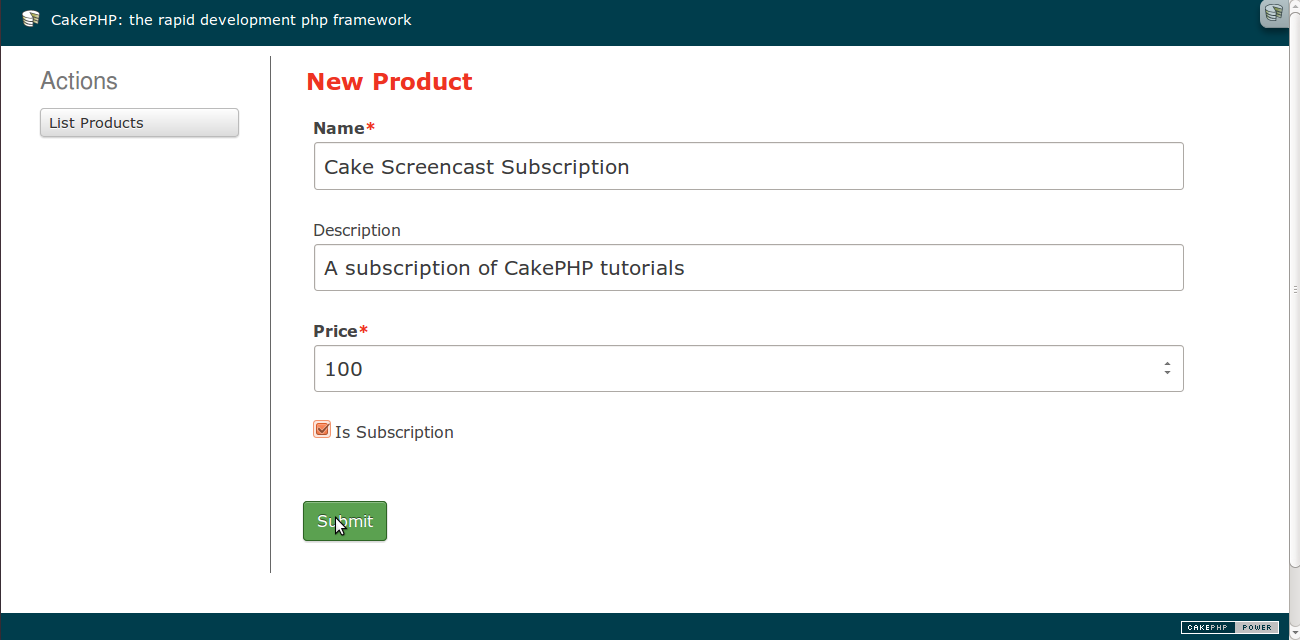 CakePHP: the rapid development php framework
Actions
List Products
New Product
Name*
Cake Screencast Subscription
Description
A subscription of CakePHP tutorials
Price*
100
Is Subscription
Submit
CAKEPHP POWER